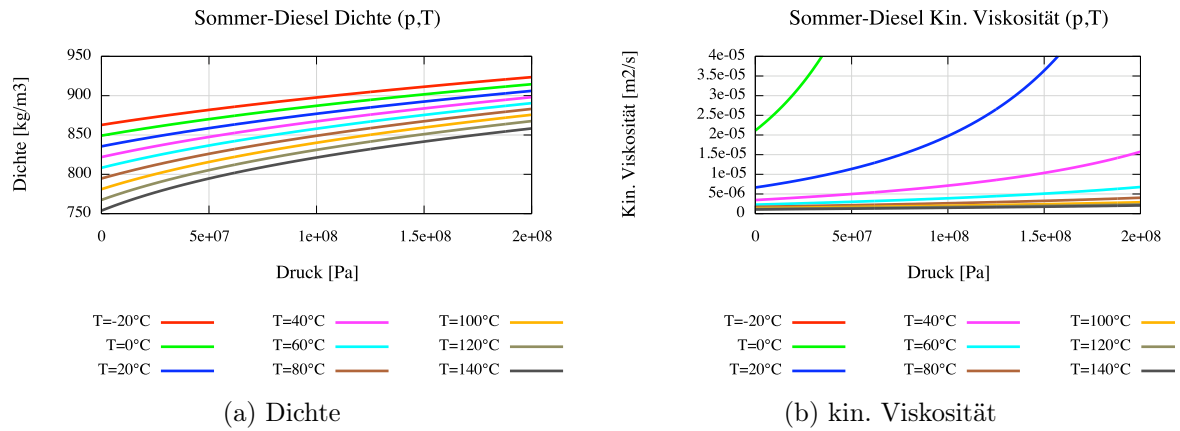 Sommer-Diesel Dichte (p,T)
Dichte [kg/m3]
950
900
850
800
750
0
5e+07
1e+08
1.5e+08
2e+08
Druck [Pa]
T=-20°C
T=40°C
T=100°C
T=0°C
T=60°C
T=120°C
T=20°C
T=80°C
T=140°C
(a) Dichte
Sommer-Diesel Kin. Viskosität (p,T)
Kin. Viskosität [m2/s]
4e-05
3.5e-05
3e-05
2.5e-05
2e-05
1.5e-05
1e-05
5e-06
0
0
5e+07
1e+08
1.5e+08
2e+08
Druck [Pa]
T=-20°C
T=40°C
T=100°C
T=0°C
T=60°C
T=120°C
T=20°C
T=80°C
T=140°C
(b) kin. Viskosität